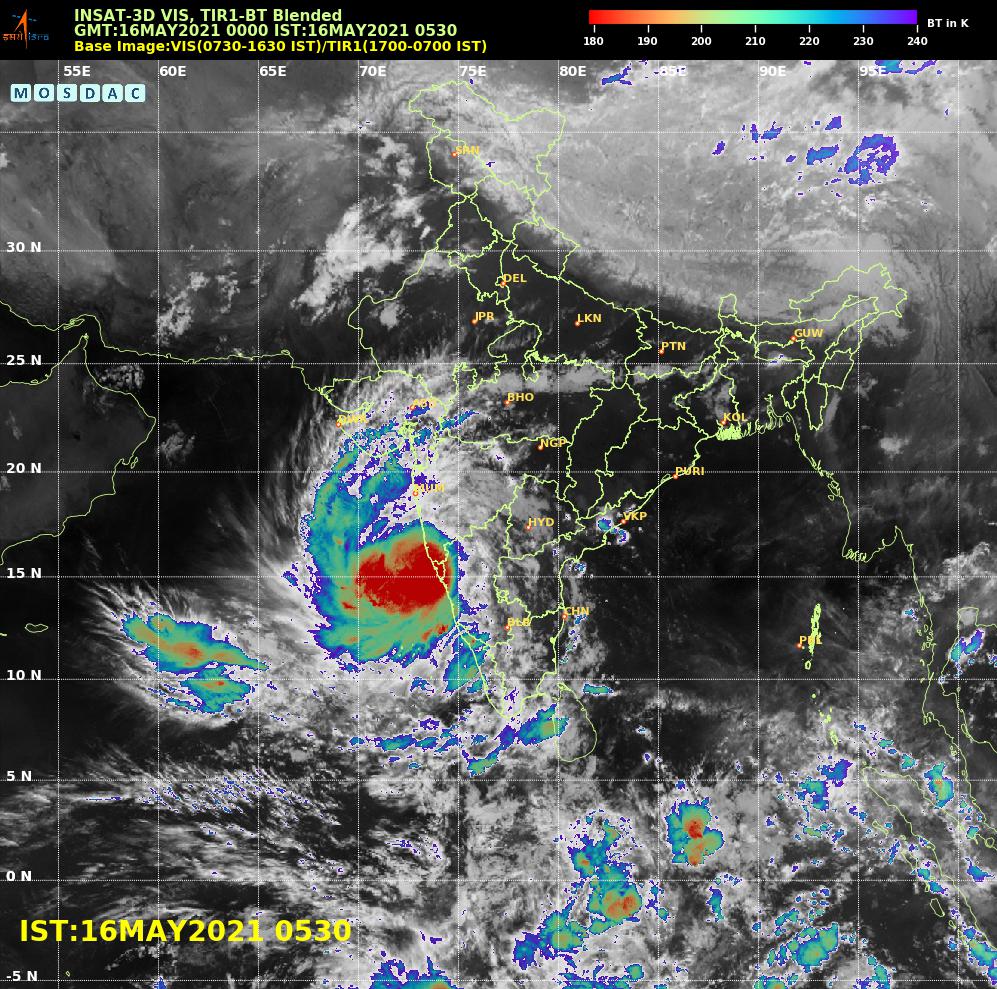 INSAT-3D VIS, TIR1-BT Blended
GMT:16MAY2021 0000 IST:16MAY2021 0530
Base Image:VIS(0730-1630 IST)/TIR1(1700-0700 IST)
BT in K
180 190 200 210 220 230 240
55E 60E 65E 70E 75E 80E 85E 90E 95E
MOSDAC
SRN
30 N
DEL
JPR
LKN
GUW
PTN
25 N
BHO
KOL
NGP
20 N
PURI
MUM
HYD
VKP
15 N
CHN
BLR
10 N
5 N
0 N
IST:16MAY2021 0530
-5 N